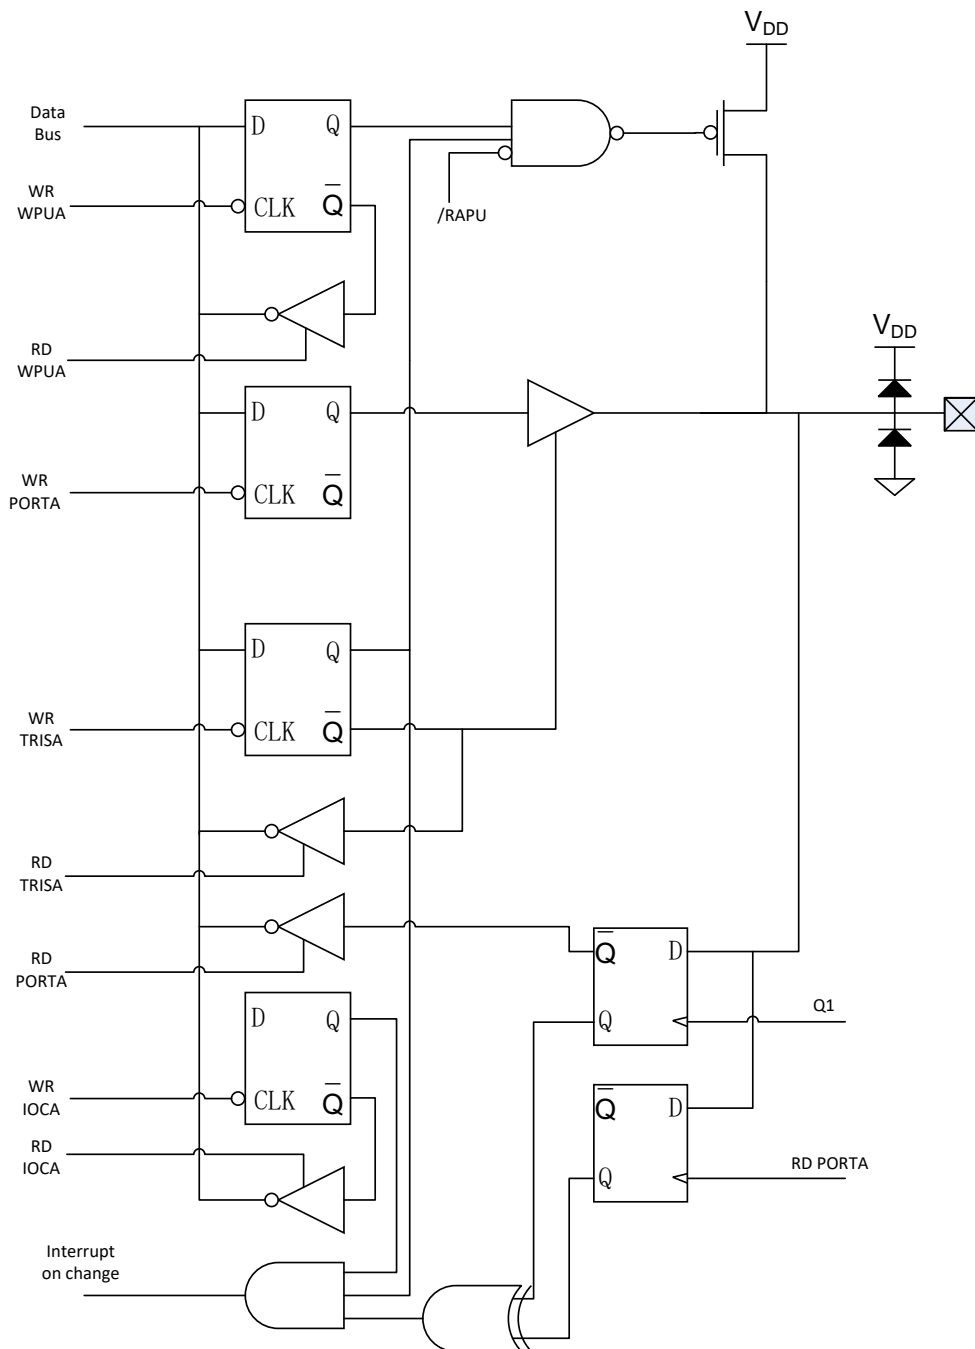 VDD
Data
Bus
D
Q
WR
WPUA
CLK
Q
/RAPU
RD
WPUA
VDD
D
Q
WR
PORTA
CLK
Q
D
Q
WR
TRISA
CLK
Q
RD
TRISA
RD
PORTA
Q
D
Q
Q1
D
Q
WR
IOCA
CLK
Q
RD
IOCA
Q
D
Q
RD PORTA
Interrupt
on change